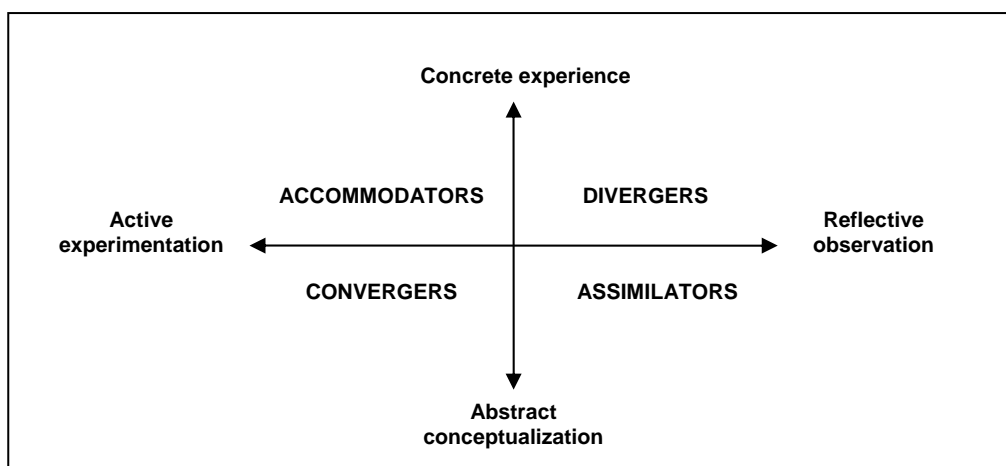 Concrete experience
ACCOMMODATORS
DIVERGERS
Active
experimentation
Reflective
observation
CONVERGERS
ASSIMILATORS
Abstract
conceptualization